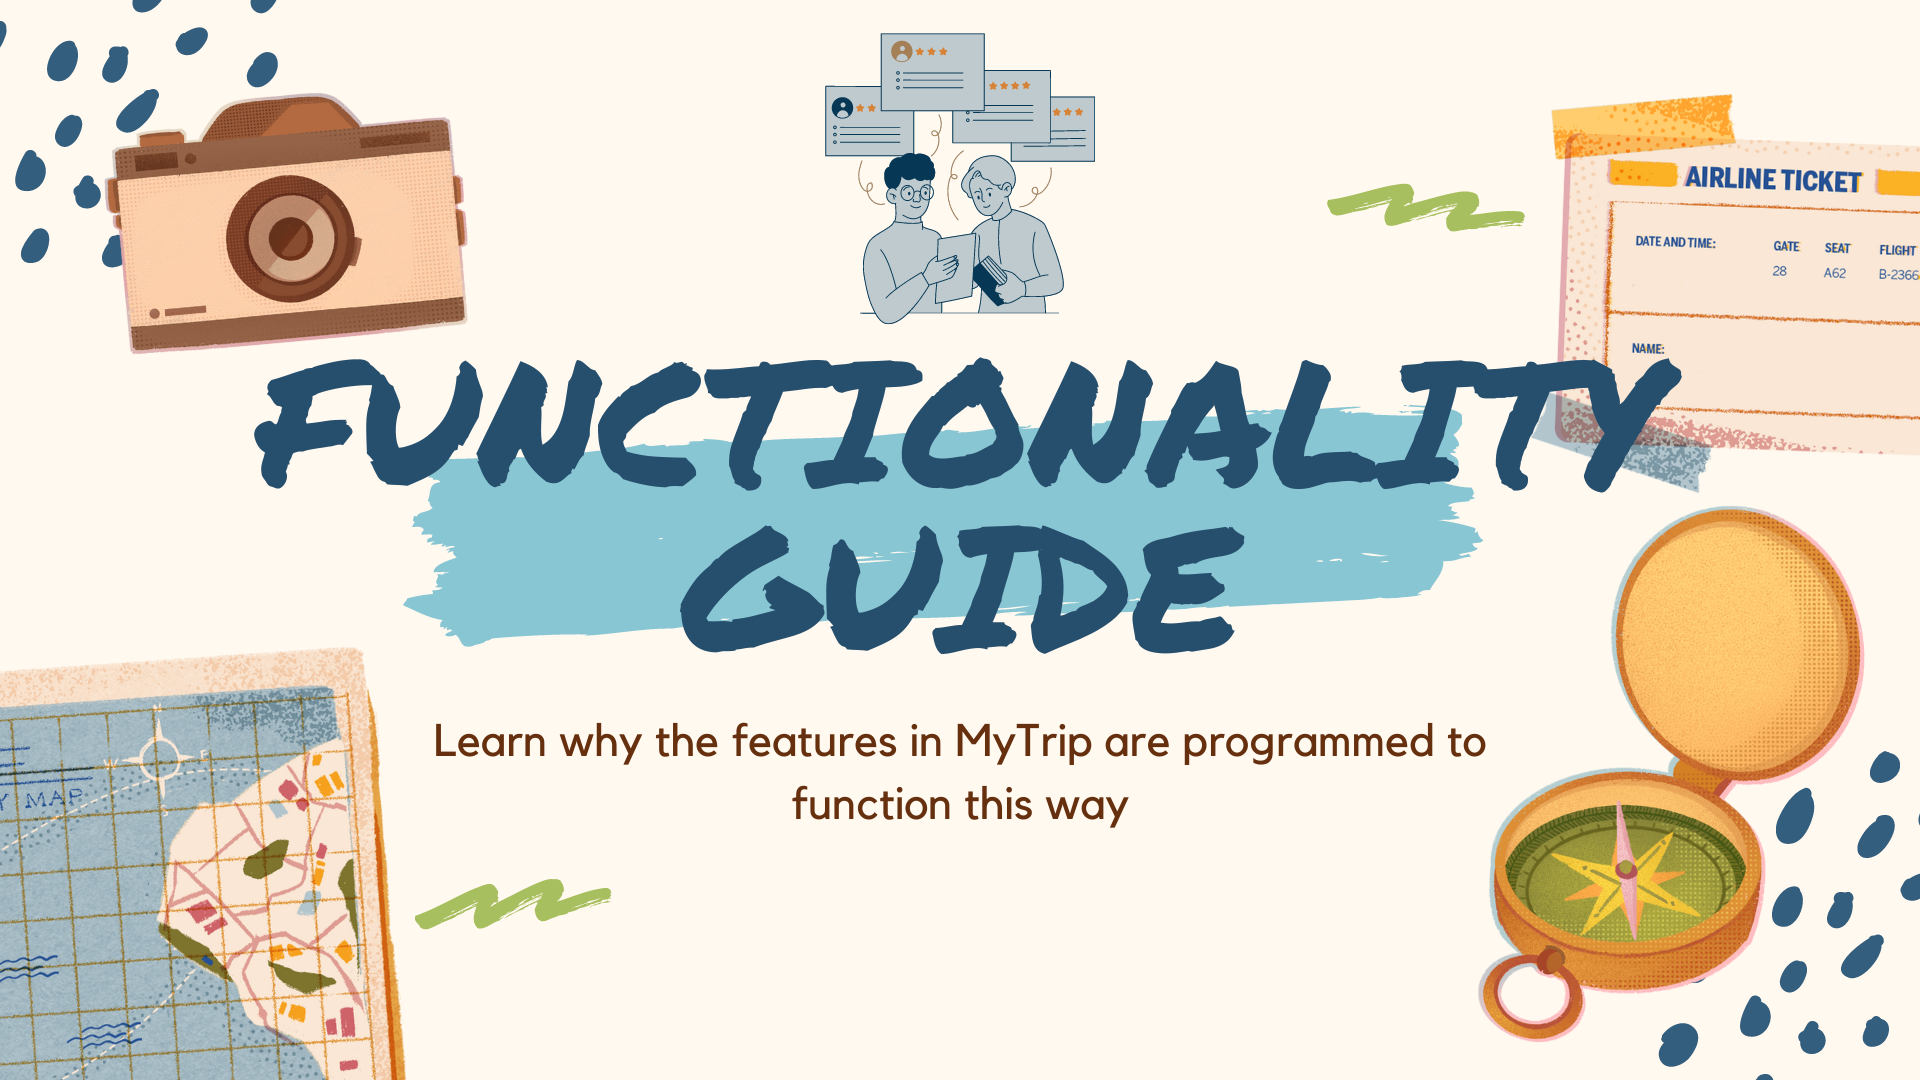 AIRLINE TICKET
DATE AND TIME: GATE SEAT FLIGHT
28 A62 B-2366
NAME:
FUNCTIONALITY
GUIDE
Learn why the features in MyTrip are programmed to
function this way
E
W
Y MAP